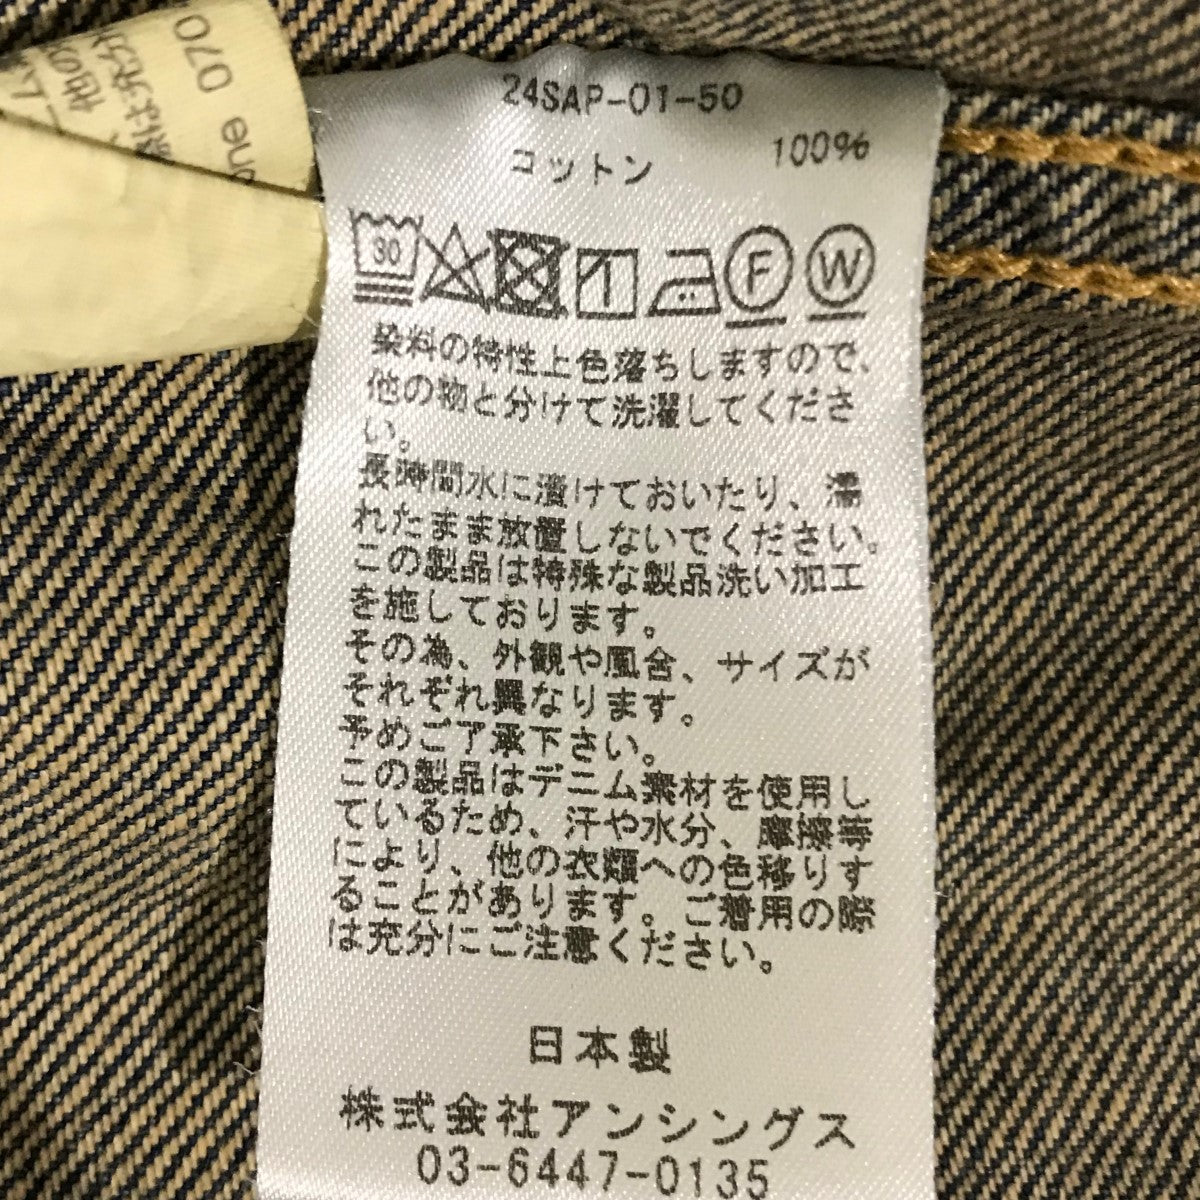 24SAP-01-50
コットン 100%
30
F W
染料の特性上色落ちしますので、
他の物と分けて洗濯してくださ
い。
長時間水に漬けておいたり、濡
れたまま放置しないでください。
この製品は特殊な製品洗い加工
を施しております。
その為、外観や風合、サイズが
それぞれ異なります。
予めご了承下さい。
この製品はデニム素材を使用し
ているため、汗や水分、摩擦等
により、他の衣類への色移りす
ることがあります。ご着用の際
は充分にご注意ください。
日本製
株式会社アンシングス
03-6447-0135
070